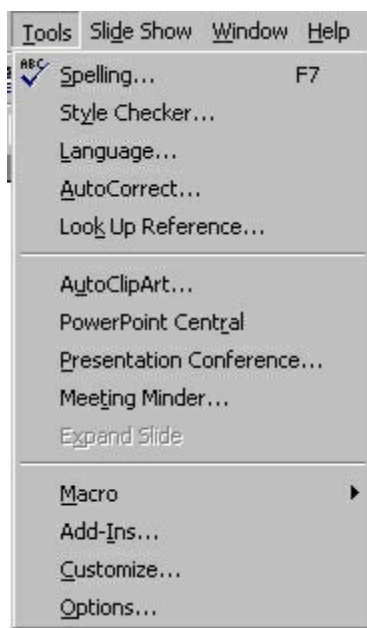 Tools Slide Show Window Help
ABC Spelling... F7
Style Checker...
Language...
AutoCorrect...
Look Up Reference...
AutoClipArt...
PowerPoint Central
Presentation Conference...
Meeting Minder...
Expand Slide
Macro
Add-Ins...
Customize...
Options...